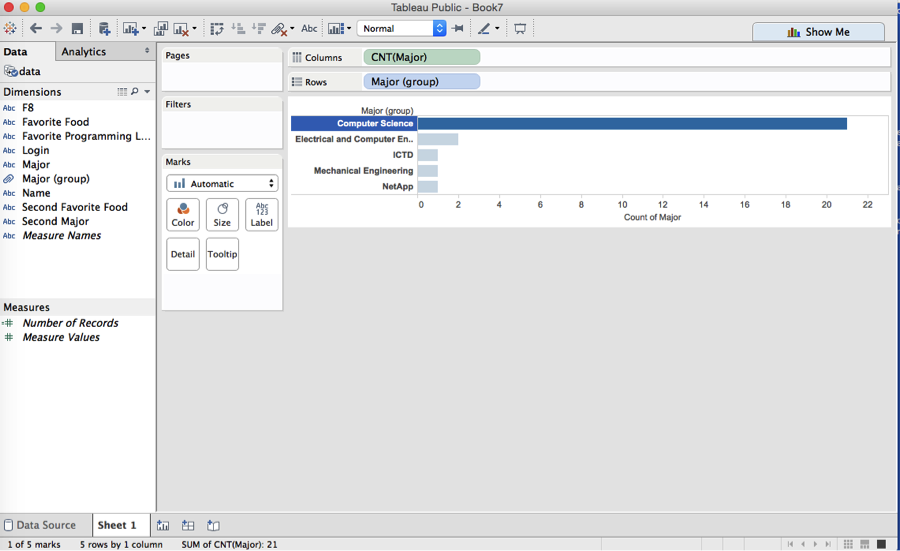 Tableau Public - Book7
Abc
Normal
Show Me
Data
Analytics
data
Dimensions
Abc F8
Abc Favorite Food
Abc Favorite Programming L...
Abc Login
Abc Major
Major (group)
Abc Name
Abc Second Favorite Food
Abc Second Major
Abc Measure Names
Measures
=# Number of Records
# Measure Values
Pages
Filters
Marks
Automatic
Color
Size
Abc
123
Label
Detail
Tooltip
Columns
CNT(Major)
Rows
Major (group)
Major (group)
Computer Science
Electrical and Computer En..
ICTD
Mechanical Engineering
NetApp
0 2 4 6 8 10 12 14 16 18 20 22
Count of Major
Data Source
Sheet 1
1 of 5 marks 5 rows by 1 column SUM of CNT(Major): 21